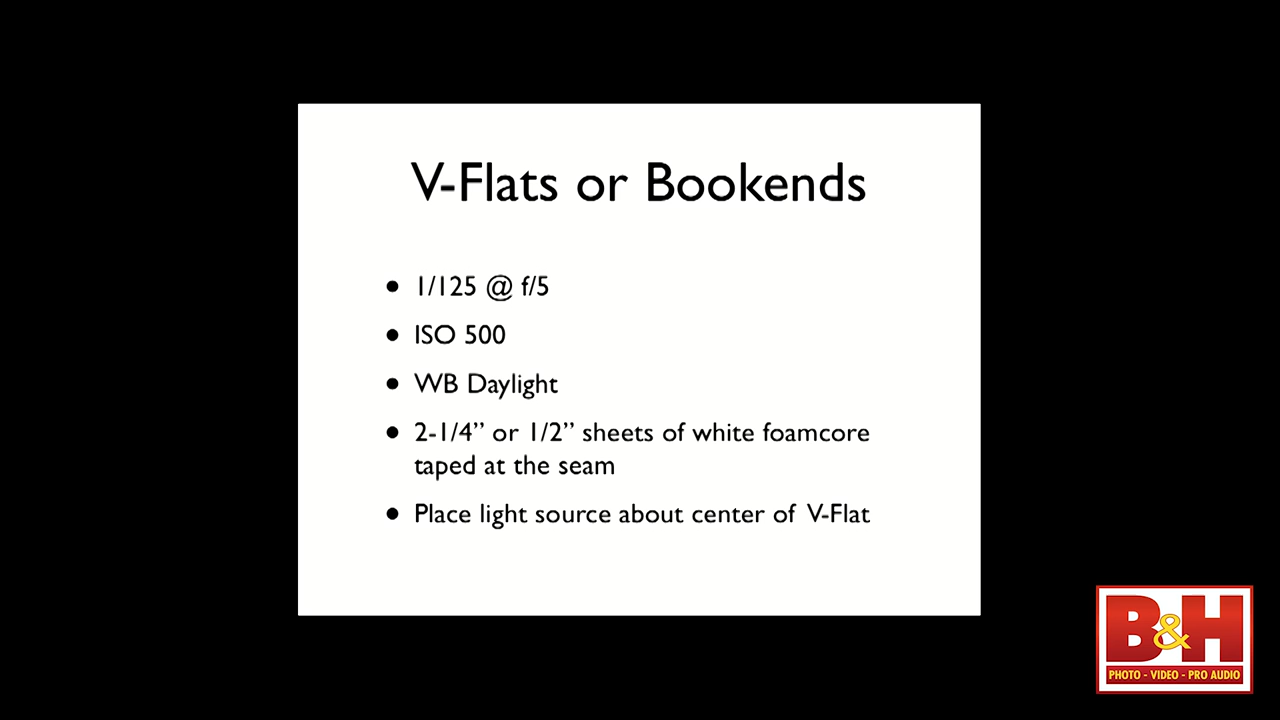 V-Flats or Bookends
• 1/125 @ f/5
• ISO 500
• WB Daylight
• 2-1/4” or 1/2” sheets of white foamcore
taped at the seam
• Place light source about center of V-Flat
B&H
PHOTO - VIDEO - PRO AUDIO